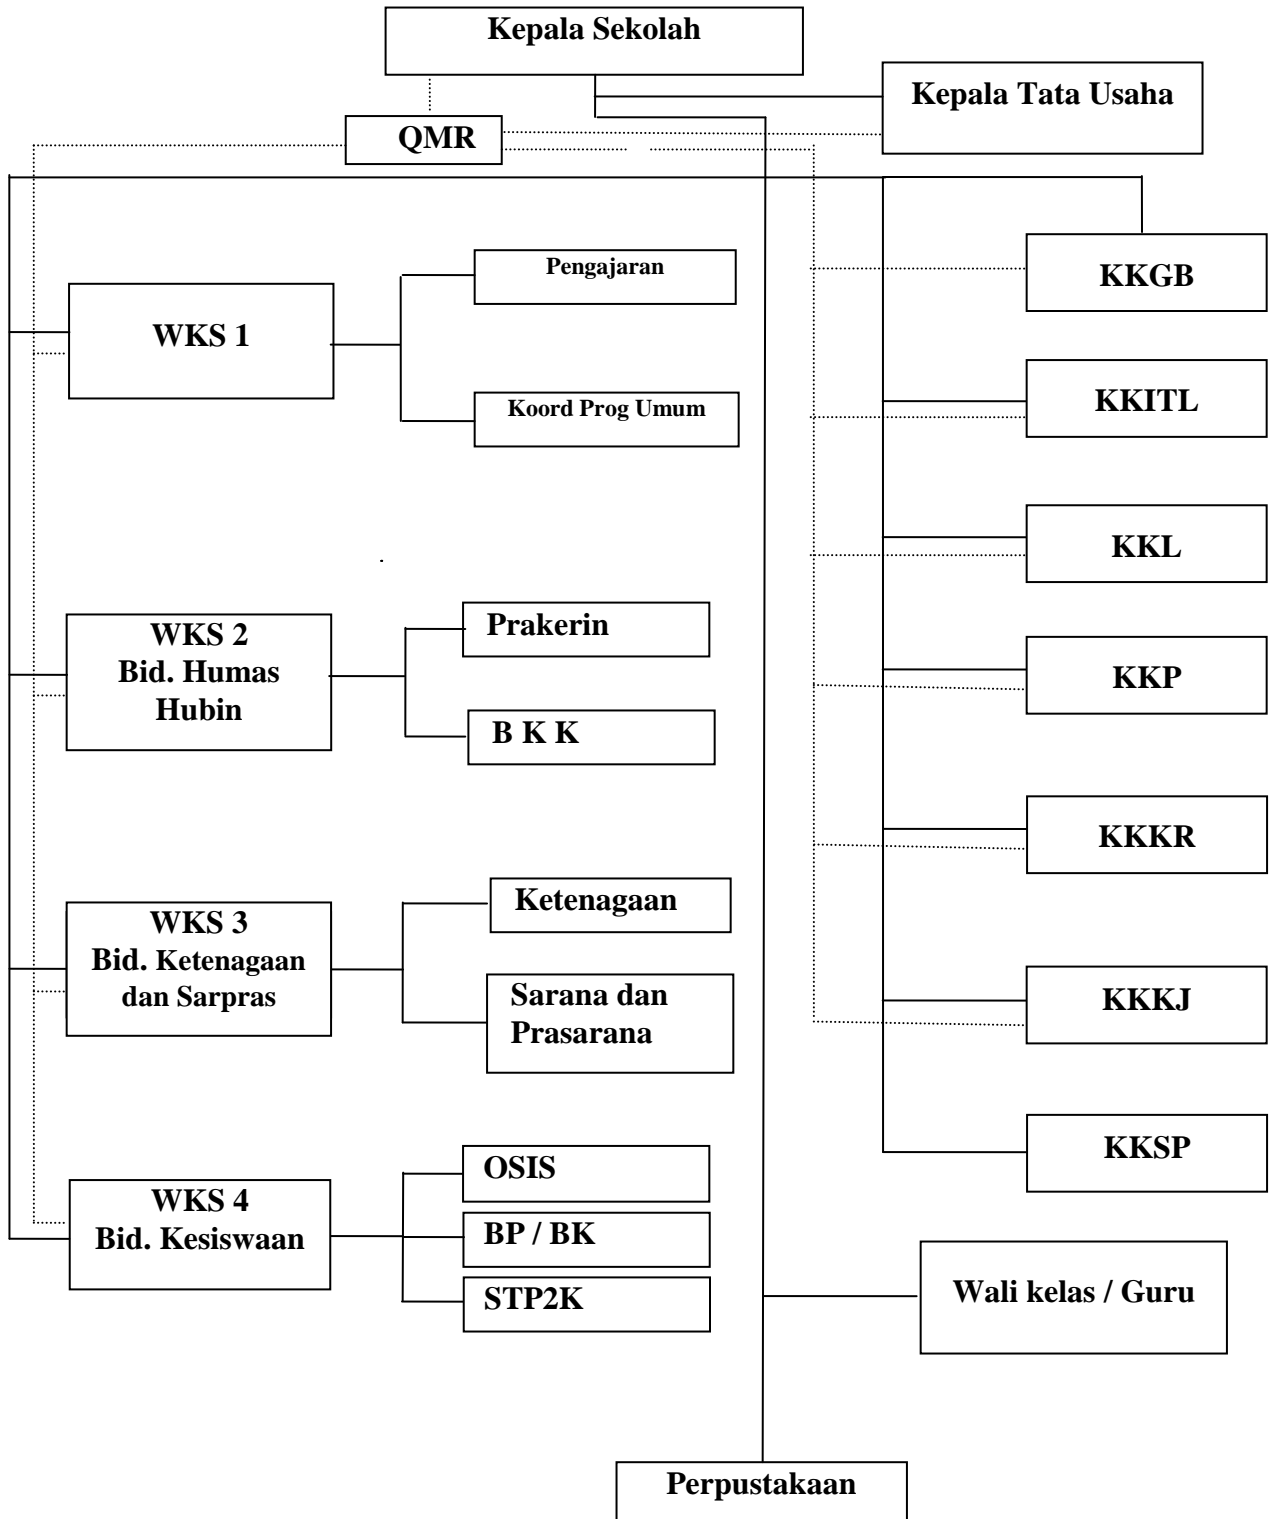 Kepala Sekolah
Kepala Tata Usaha
QMR
Pengajaran
KKGB
WKS 1
Koord Prog Umum
KKITL
KKL
WKS 2
Bid. Humas
Hubin
Prakerin
KKP
B K K
KKKR
WKS 3
Bid. Ketenagaan
dan Sarpras
Ketenagaan
Sarana dan
Prasarana
KKKJ
OSIS
KKSP
WKS 4
Bid. Kesiswaan
BP / BK
STP2K
Wali kelas / Guru
Perpustakaan